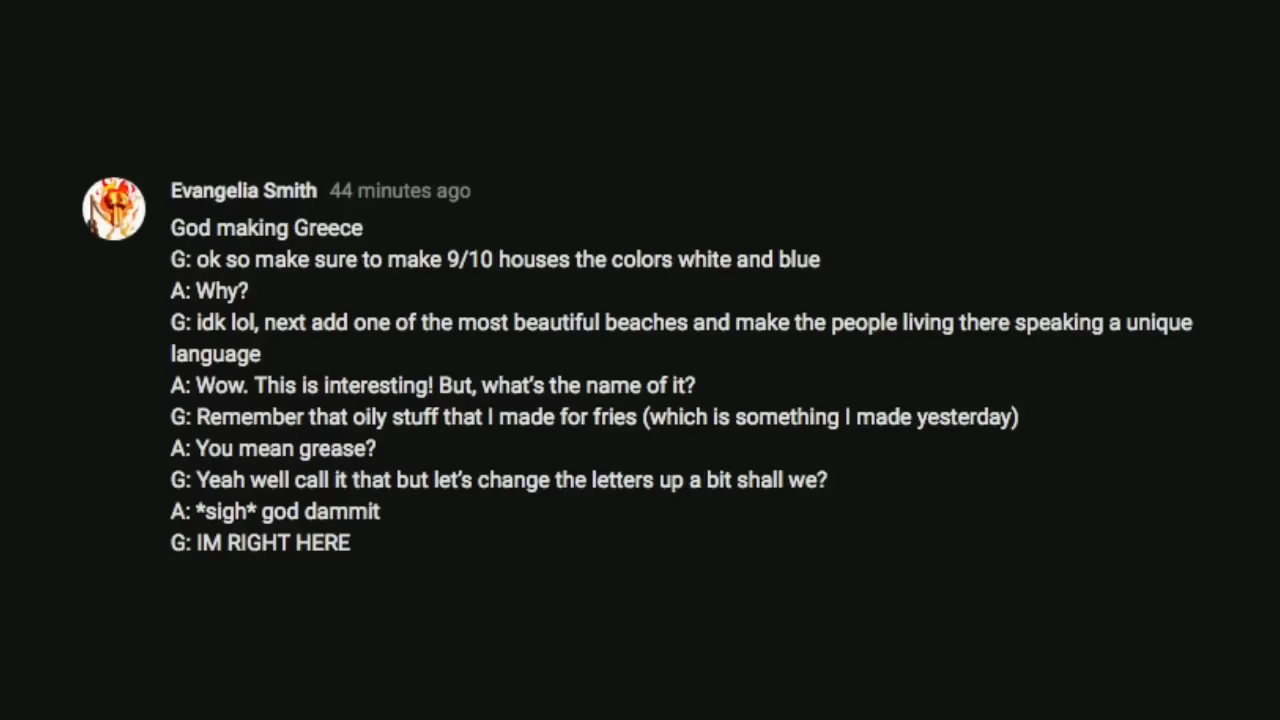 Evangelia Smith 44 minutes ago
God making Greece
G: ok so make sure to make 9/10 houses the colors white and blue
A: Why?
G: idk lol, next add one of the most beautiful beaches and make the people living there speaking a unique
language
A: Wow. This is interesting! But, what's the name of it?
G: Remember that oily stuff that I made for fries (which is something I made yesterday)
A: You mean grease?
G: Yeah well call it that but let's change the letters up a bit shall we?
A: *sigh* god dammit
G: IM RIGHT HERE